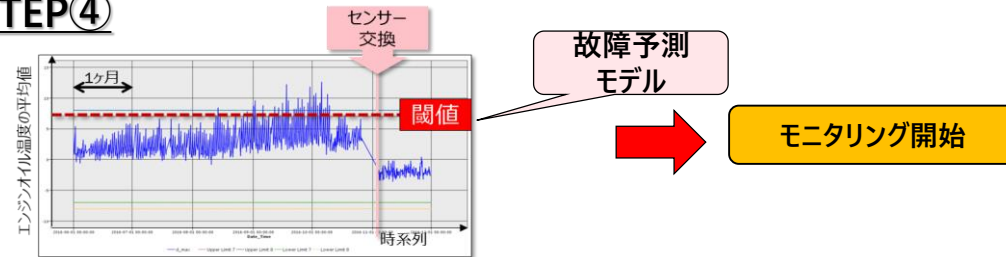 TEP④
センサー
交換
故障予測
モデル
1ヶ月
閾値
モニタリング開始
エンジンオイル温度の平均値
時系列
Date_Time